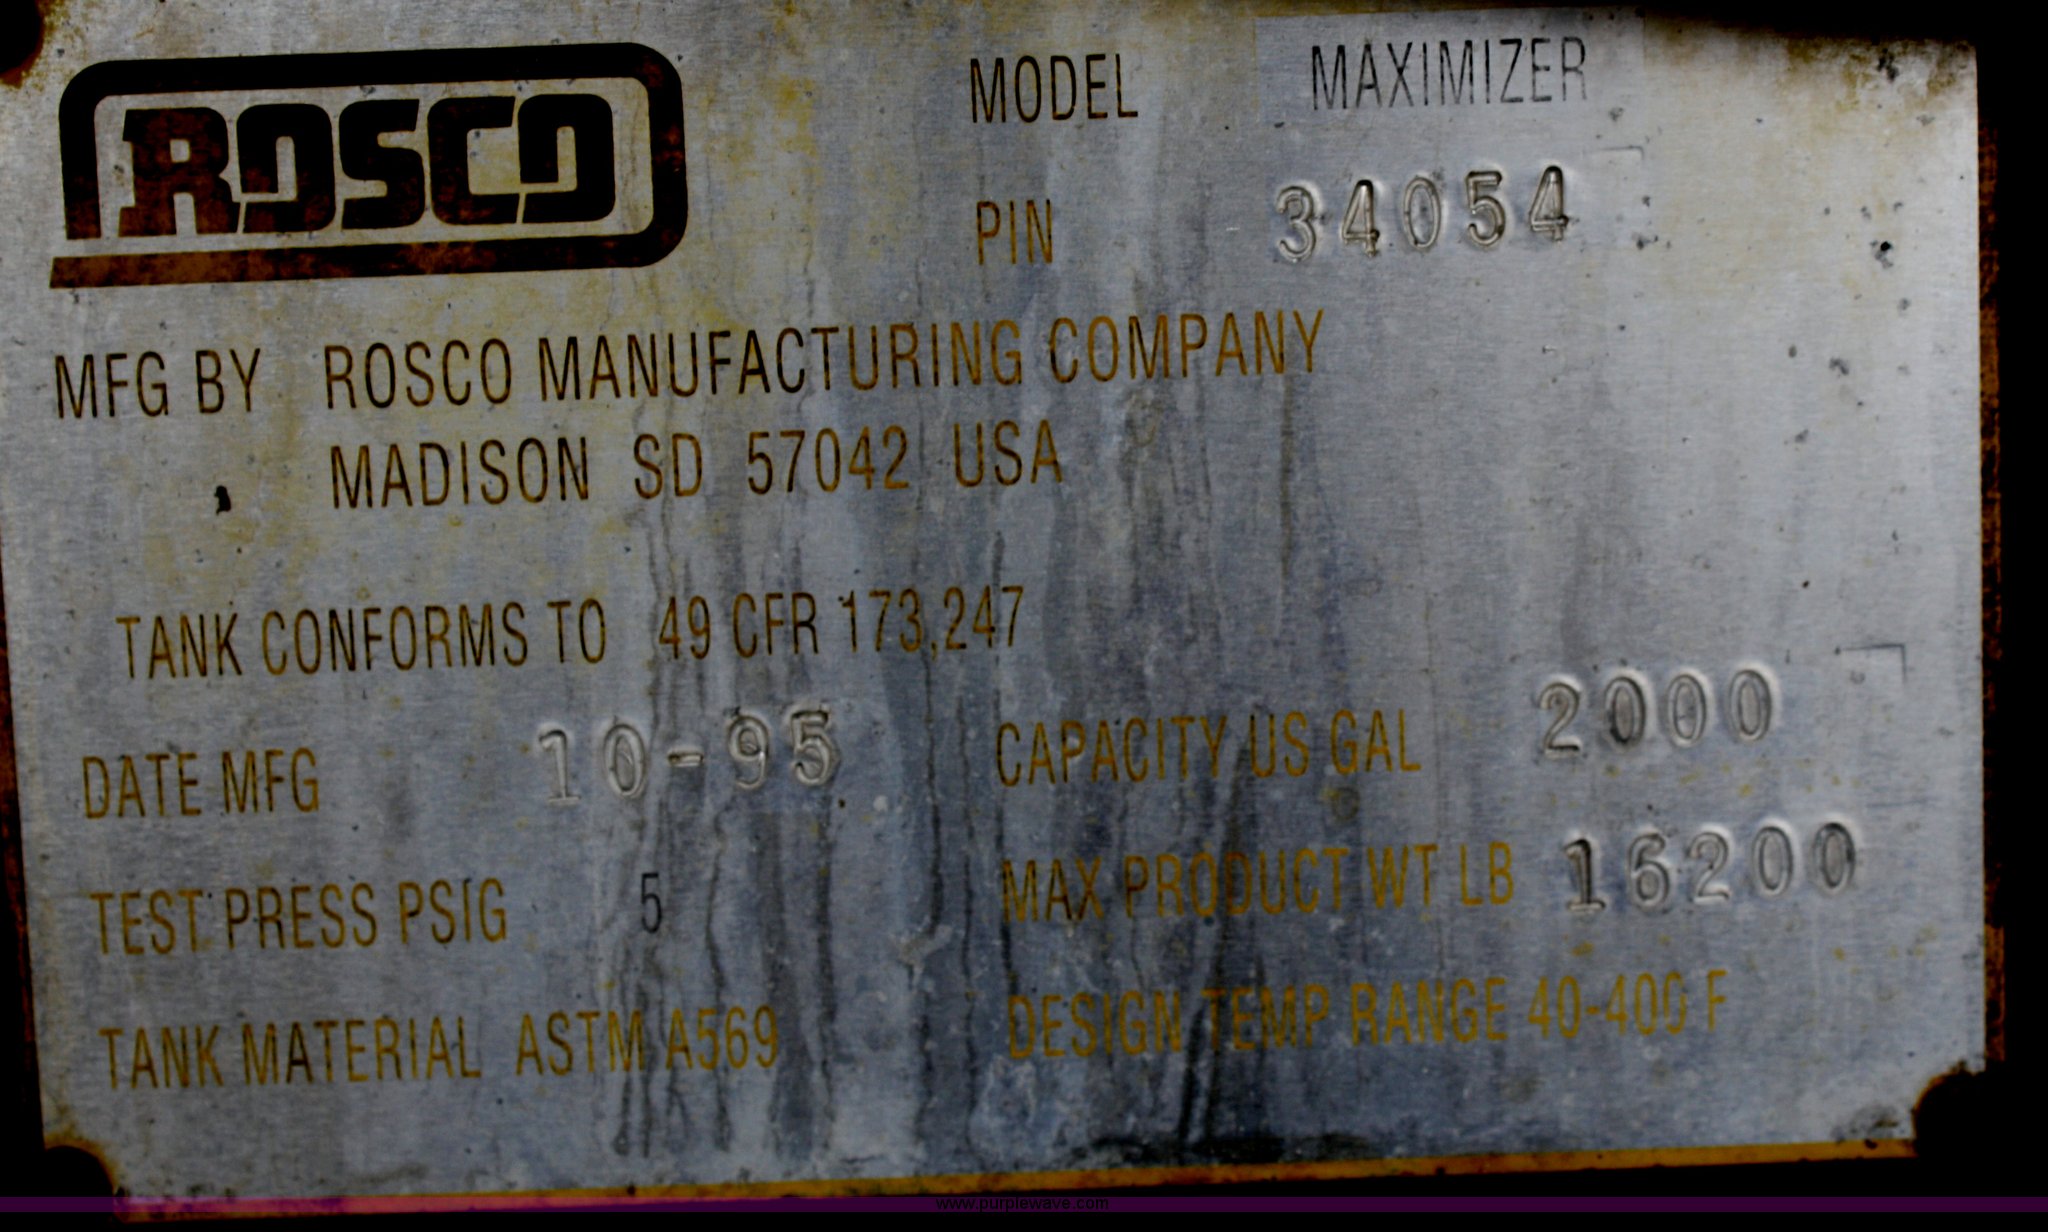 ROSCO
MODEL MAXIMIZER
PIN 34054
MFG BY ROSCO MANUFACTURING COMPANY
MADISON SD 57042 USA
TANK CONFORMS TO 49 CFR 173,247
DATE MFG 10-95 CAPACITY US GAL 2000
TEST PRESS PSIG 5 MAX PRODUCT WT LB 16200
TANK MATERIAL ASTM A569 DESIGN TEMP RANGE 40-400 F
www.purplewave.com